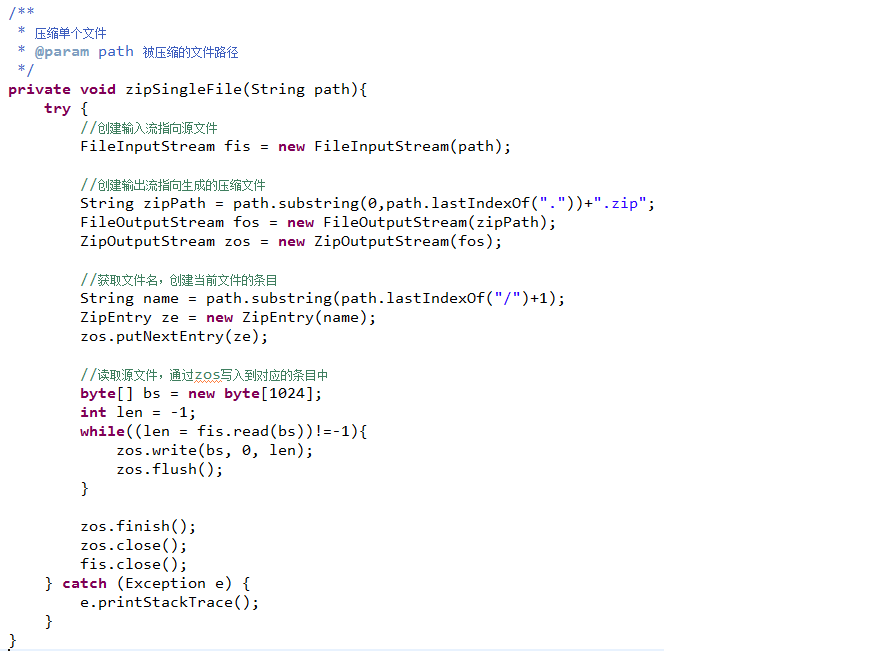 /**
 * 压缩单个文件
 * @param path 被压缩的文件路径
 */
private void zipSingleFile(String path){
    try {
        //创建输入流指向源文件
        FileInputStream fis = new FileInputStream(path);

        //创建输出流指向生成的压缩文件
        String zipPath = path.substring(0,path.lastIndexOf("."))+".zip";
        FileOutputStream fos = new FileOutputStream(zipPath);
        ZipOutputStream zos = new ZipOutputStream(fos);

        //获取文件名，创建当前文件的条目
        String name = path.substring(path.lastIndexOf("/")+1);
        ZipEntry ze = new ZipEntry(name);
        zos.putNextEntry(ze);

        //读取源文件，通过zos写入到对应的条目中
        byte[] bs = new byte[1024];
        int len = -1;
        while((len = fis.read(bs))!=-1){
            zos.write(bs, 0, len);
            zos.flush();
        }

        zos.finish();
        zos.close();
        fis.close();
    } catch (Exception e) {
        e.printStackTrace();
    }
}